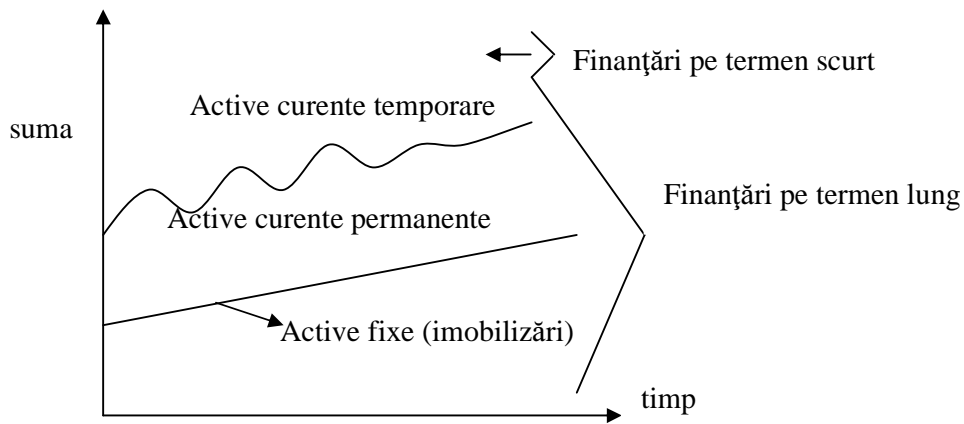 Finanţări pe termen scurt
Active curente temporare
suma
Finanţări pe termen lung
Active curente permanente
Active fixe (imobilizări)
timp